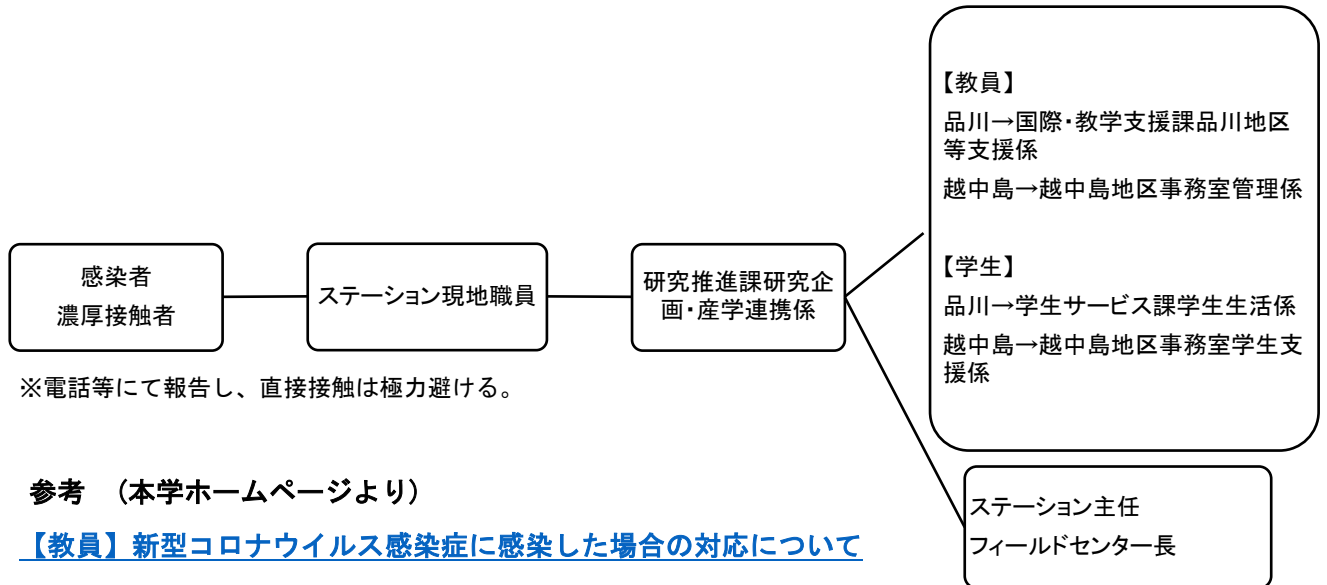 感染者
濃厚接触者
ステーション現地職員
研究推進課研究企
画・産学連携係
【教員】
品川→国際・教学支援課品川地区
等支援係
越中島→越中島地区事務室管理係
【学生】
品川→学生サービス課学生生活係
越中島→越中島地区事務室学生支
援係
ステーション主任
フィールドセンター長
※電話等にて報告し、直接接触は極力避ける。
参考　（本学ホームページより）
【教員】新型コロナウイルス感染症に感染した場合の対応について